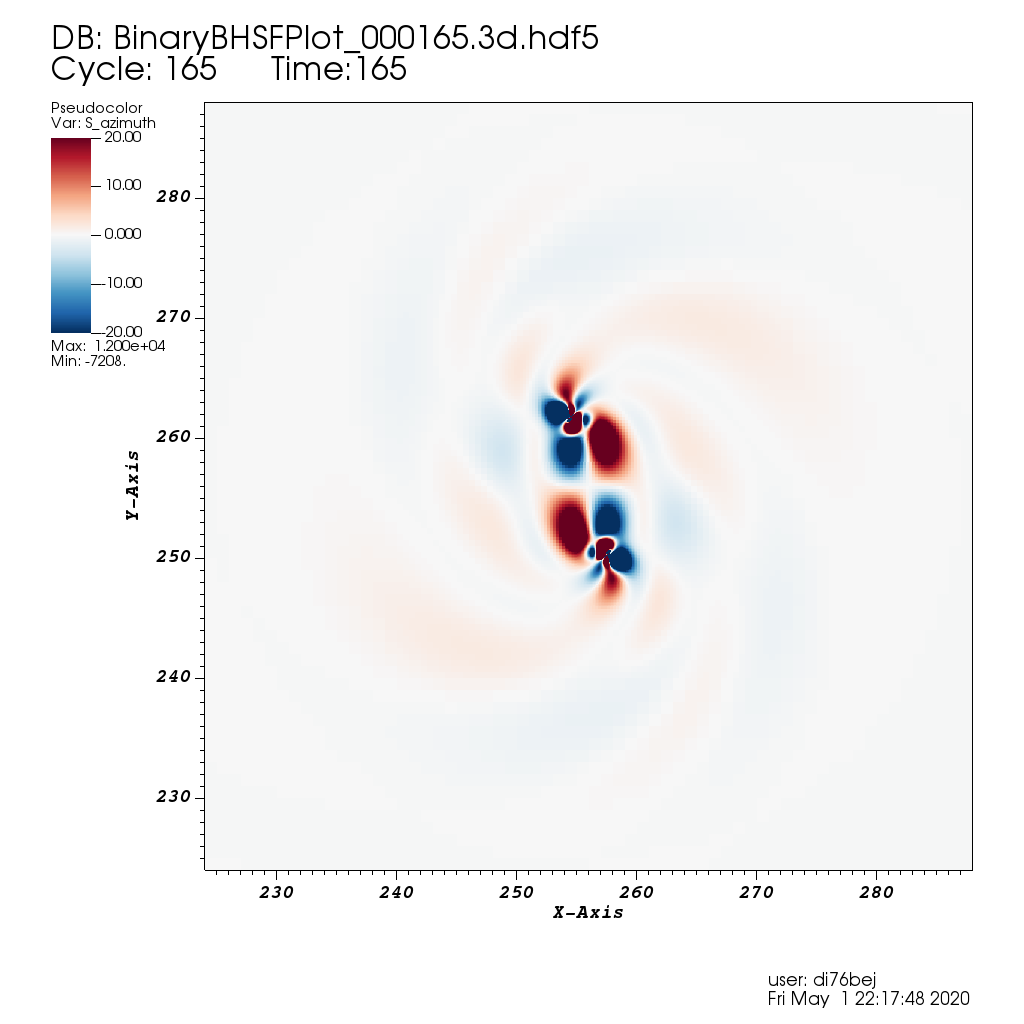 DB: BinaryBHSFPlot_000165.3d.hdf5
Cycle: 165 Time:165
Pseudocolor
Var: S_azimuth
20.00
10.00
0.000
-10.00
-20.00
Max: 1.200e+04
Min: -7208.
280
270
260
250
240
230
Y-Axis
230 240 250 260 270 280
X-Axis
user: di76bej
Fri May 1 22:17:48 2020